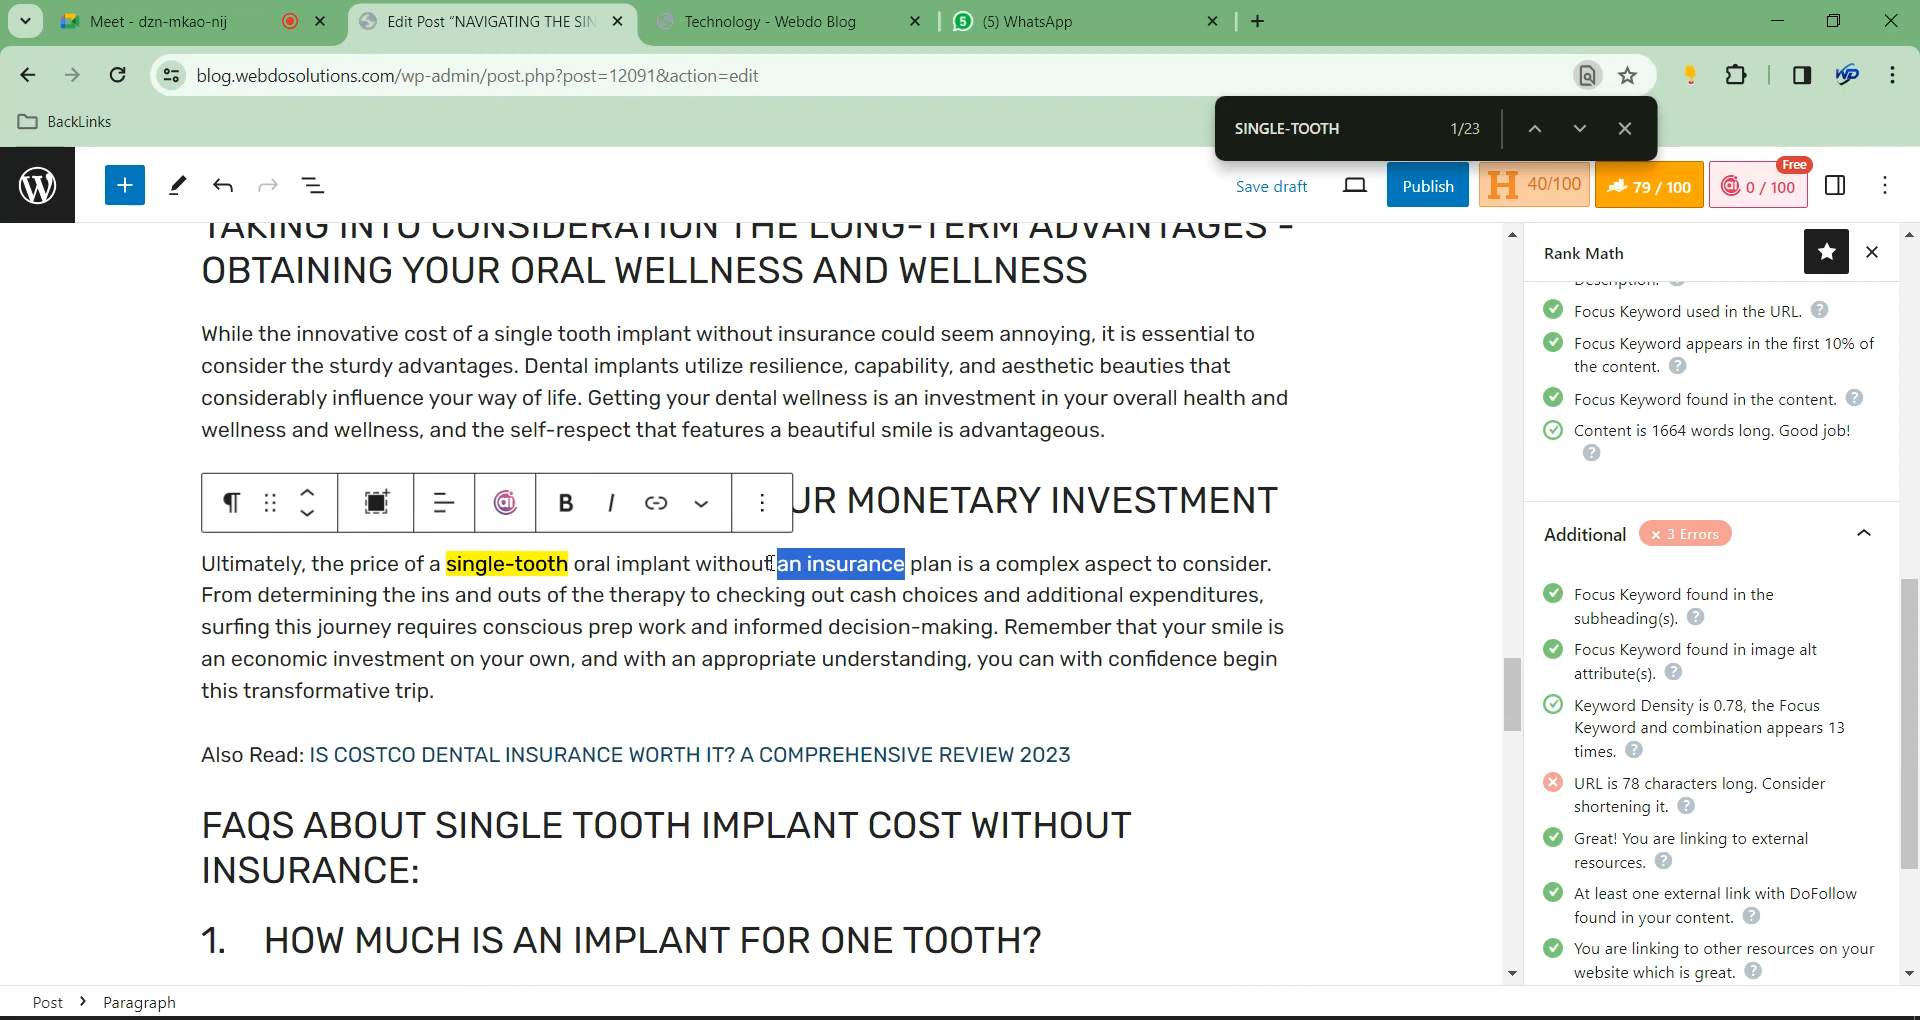 Meet - dzn-mkao-nij
Edit Post “NAVIGATING THE SIN
Technology - Webdo Blog
5 (5) WhatsApp
blog.webdosolutions.com/wp-admin/post.php?post=12091&action=edit
BackLinks
SINGLE-TOOTH 1/23
Save draft
Publish
H 40/100
79 / 100
ai 0 / 100
Free
TAKING INTO CONSIDERATION THE LONG-TERM ADVANTAGES -
OBTAINING YOUR ORAL WELLNESS AND WELLNESS
While the innovative cost of a single tooth implant without insurance could seem annoying, it is essential to
consider the sturdy advantages. Dental implants utilize resilience, capability, and aesthetic beauties that
considerably influence your way of life. Getting your dental wellness is an investment in your overall health and
wellness and wellness, and the self-respect that features a beautiful smile is advantageous.
ai B I
UR MONETARY INVESTMENT
Ultimately, the price of a single-tooth oral implant without an insurance plan is a complex aspect to consider.
From determining the ins and outs of the therapy to checking out cash choices and additional expenditures,
surfing this journey requires conscious prep work and informed decision-making. Remember that your smile is
an economic investment on your own, and with an appropriate understanding, you can with confidence begin
this transformative trip.
Also Read: IS COSTCO DENTAL INSURANCE WORTH IT? A COMPREHENSIVE REVIEW 2023
FAQS ABOUT SINGLE TOOTH IMPLANT COST WITHOUT
INSURANCE:
1. HOW MUCH IS AN IMPLANT FOR ONE TOOTH?
Post > Paragraph
Rank Math
Description.
Focus Keyword used in the URL.
Focus Keyword appears in the first 10% of
the content.
Focus Keyword found in the content.
Content is 1664 words long. Good job!
Additional × 3 Errors
Focus Keyword found in the
subheading(s).
Focus Keyword found in image alt
attribute(s).
Keyword Density is 0.78, the Focus
Keyword and combination appears 13
times.
URL is 78 characters long. Consider
shortening it.
Great! You are linking to external
resources.
At least one external link with DoFollow
found in your content.
You are linking to other resources on your
website which is great.